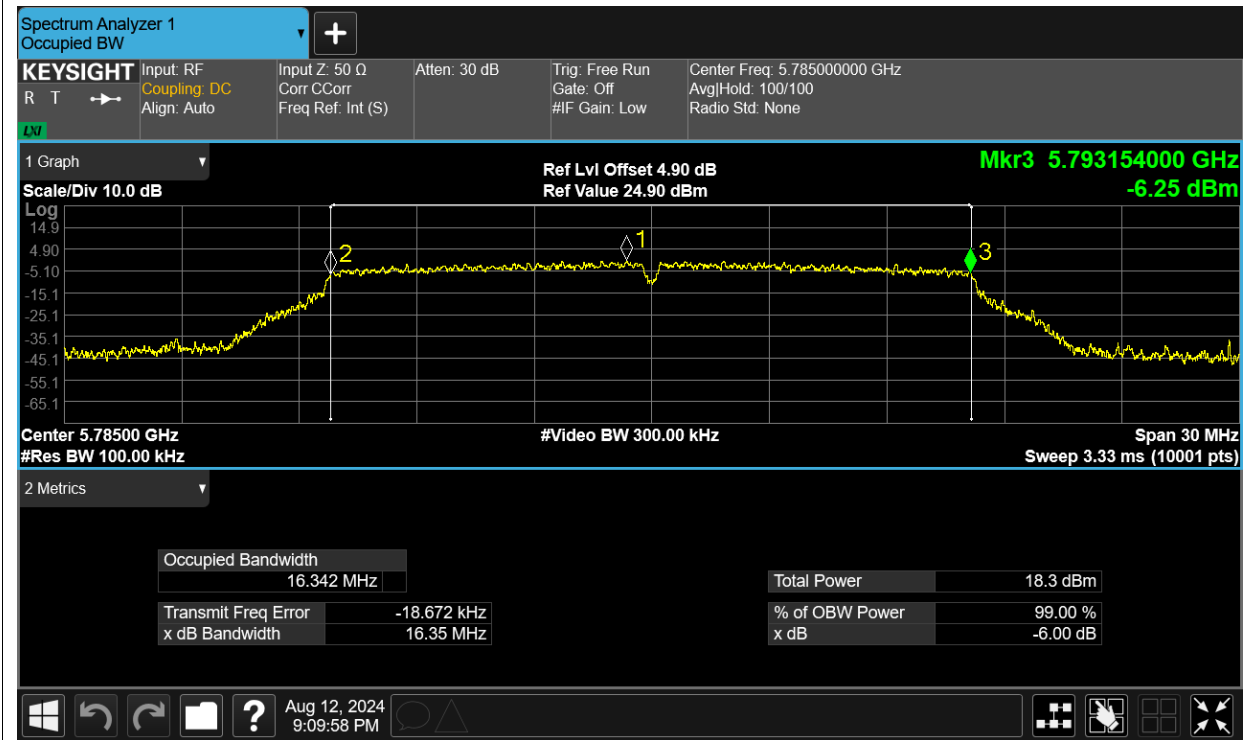 Spectrum Analyzer 1
Occupied BW
KEYSIGHT
R T
LXI
Input: RF
Coupling: DC
Align: Auto
Input Z: 50 Ω
Corr CCorr
Freq Ref: Int (S)
Atten: 30 dB
Trig: Free Run
Gate: Off
#IF Gain: Low
Center Freq: 5.785000000 GHz
Avg|Hold: 100/100
Radio Std: None
1 Graph
Scale/Div 10.0 dB
Ref Lvl Offset 4.90 dB
Ref Value 24.90 dBm
Mkr3 5.793154000 GHz
-6.25 dBm
Log
14.9
4.90
-5.10
-15.1
-25.1
-35.1
-45.1
-55.1
-65.1
2
1
3
Center 5.78500 GHz
#Res BW 100.00 kHz
#Video BW 300.00 kHz
Span 30 MHz
Sweep 3.33 ms (10001 pts)
2 Metrics
Occupied Bandwidth
16.342 MHz
Transmit Freq Error -18.672 kHz
x dB Bandwidth 16.35 MHz
Total Power 18.3 dBm
% of OBW Power 99.00 %
x dB -6.00 dB
?
Aug 12, 2024
9:09:58 PM